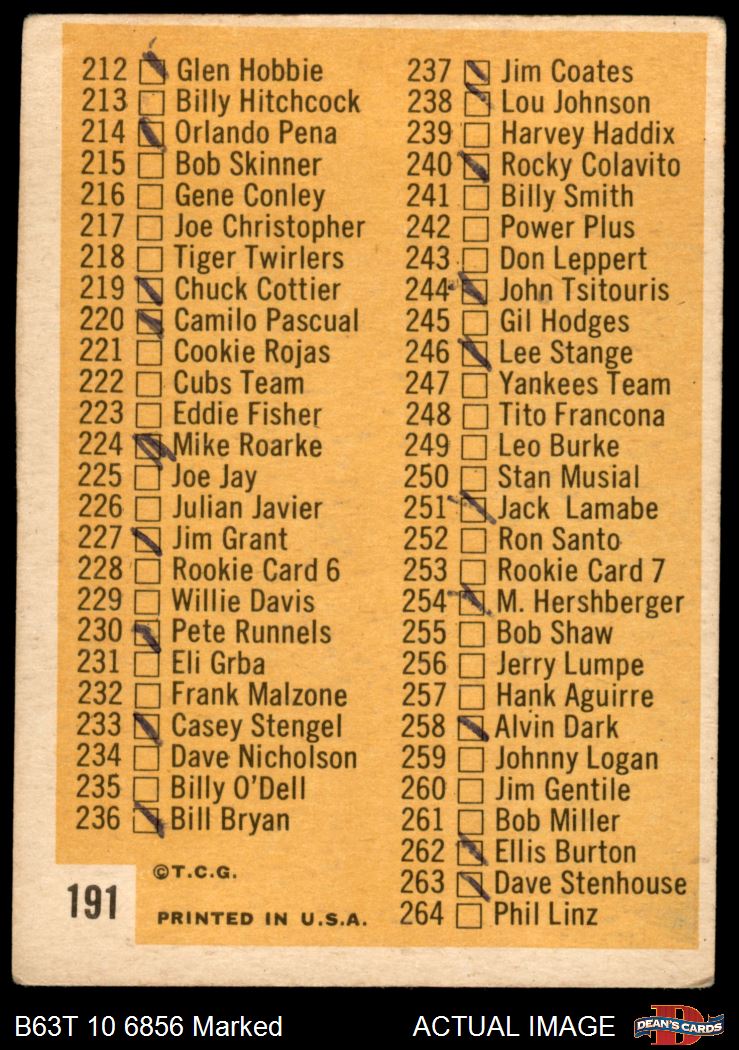 212 Glen Hobbie
213 Billy Hitchcock
214 Orlando Pena
215 Bob Skinner
216 Gene Conley
217 Joe Christopher
218 Tiger Twirlers
219 Chuck Cottier
220 Camilo Pascual
221 Cookie Rojas
222 Cubs Team
223 Eddie Fisher
224 Mike Roarke
225 Joe Jay
226 Julian Javier
227 Jim Grant
228 Rookie Card 6
229 Willie Davis
230 Pete Runnels
231 Eli Grba
232 Frank Malzone
233 Casey Stengel
234 Dave Nicholson
235 Billy O'Dell
236 Bill Bryan
237 Jim Coates
238 Lou Johnson
239 Harvey Haddix
240 Rocky Colavito
241 Billy Smith
242 Power Plus
243 Don Leppert
244 John Tsitouris
245 Gil Hodges
246 Lee Stange
247 Yankees Team
248 Tito Francona
249 Leo Burke
250 Stan Musial
251 Jack Lamabe
252 Ron Santo
253 Rookie Card 7
254 M. Hershberger
255 Bob Shaw
256 Jerry Lumpe
257 Hank Aguirre
258 Alvin Dark
259 Johnny Logan
260 Jim Gentile
261 Bob Miller
262 Ellis Burton
263 Dave Stenhouse
264 Phil Linz
191
©T.C.G.
PRINTED IN U.S.A.
B63T 10 6856 Marked
ACTUAL IMAGE
D
DEAN'S CARDS